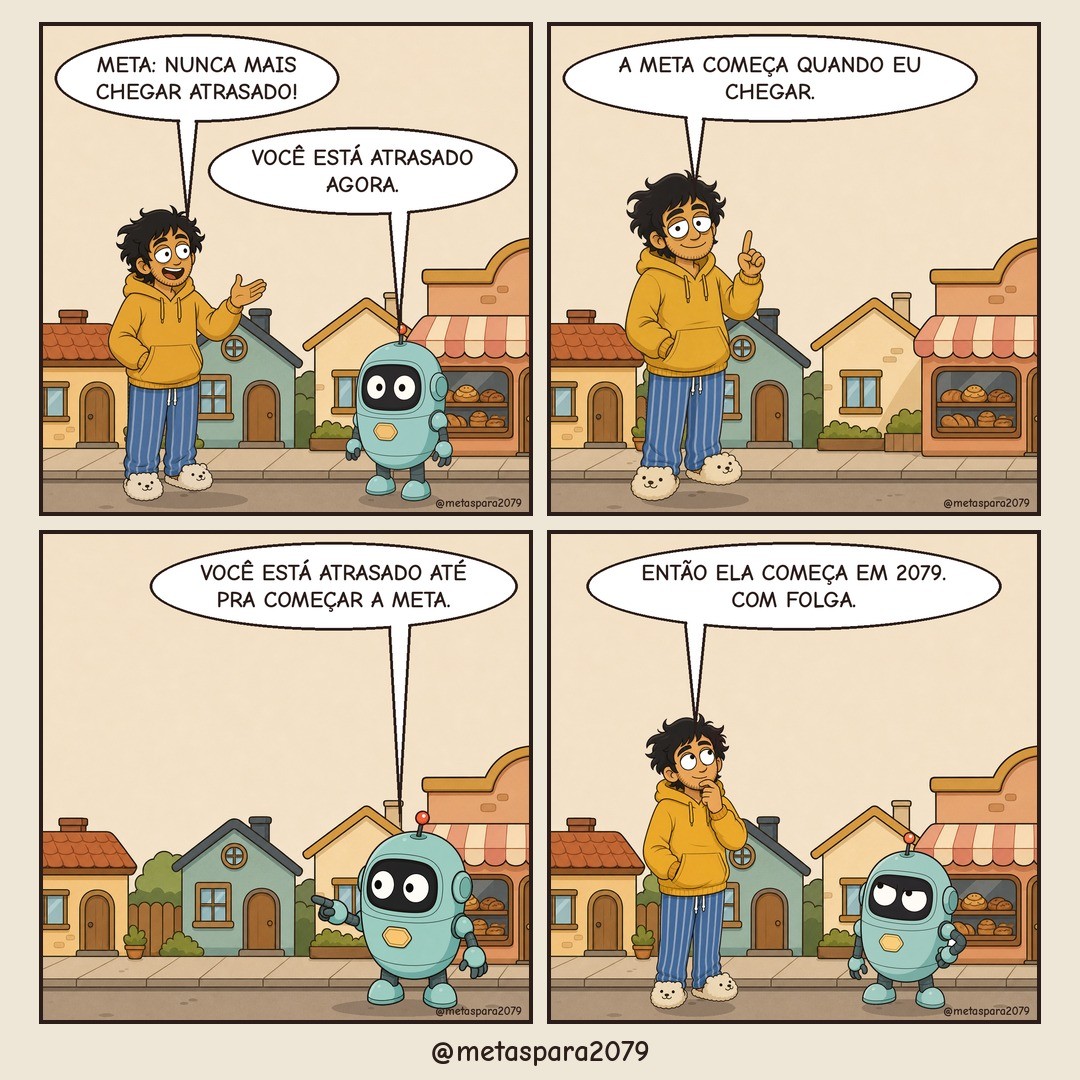 META: NUNCA MAIS
CHEGAR ATRASADO!
VOCÊ ESTÁ ATRASADO
AGORA.
@metaspara2079
A META COMEÇA QUANDO EU
CHEGAR.
@metaspara2079
VOCÊ ESTÁ ATRASADO ATÉ
PRA COMEÇAR A META.
@metaspara2079
ENTÃO ELA COMEÇA EM 2079.
COM FOLGA.
@metaspara2079
@metaspara2079